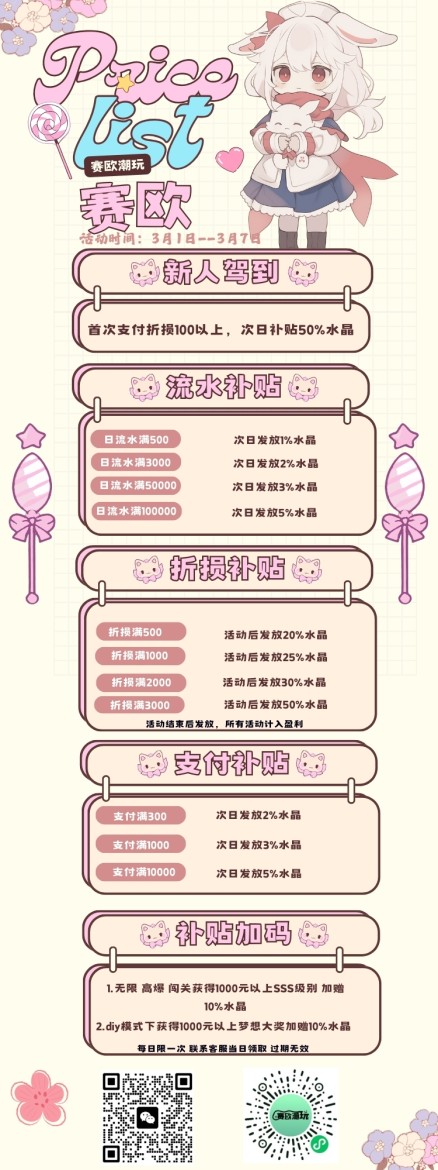 Price
List
赛欧潮玩
赛欧
活动时间：3月1日--3月7日
新人驾到
首次支付折损100以上，次日补贴50%水晶
流水补贴
日流水满500 次日发放1%水晶
日流水满3000 次日发放2%水晶
日流水满50000 次日发放3%水晶
日流水满100000 次日发放5%水晶
折损补贴
折损满500 活动后发放20%水晶
折损满1000 活动后发放25%水晶
折损满2000 活动后发放30%水晶
折损满3000 活动后发放50%水晶
活动结束后发放，所有活动计入盈利
支付补贴
支付满300 次日发放2%水晶
支付满1000 次日发放3%水晶
支付满10000 次日发放5%水晶
补贴加码
1.无限 高爆 闯关获得1000元以上SSS级别 加赠
10%水晶
2.diy模式下获得1000元以上梦想大奖加赠10%水晶
每日限一次 联系客服当日领取 过期无效
赛欧潮玩